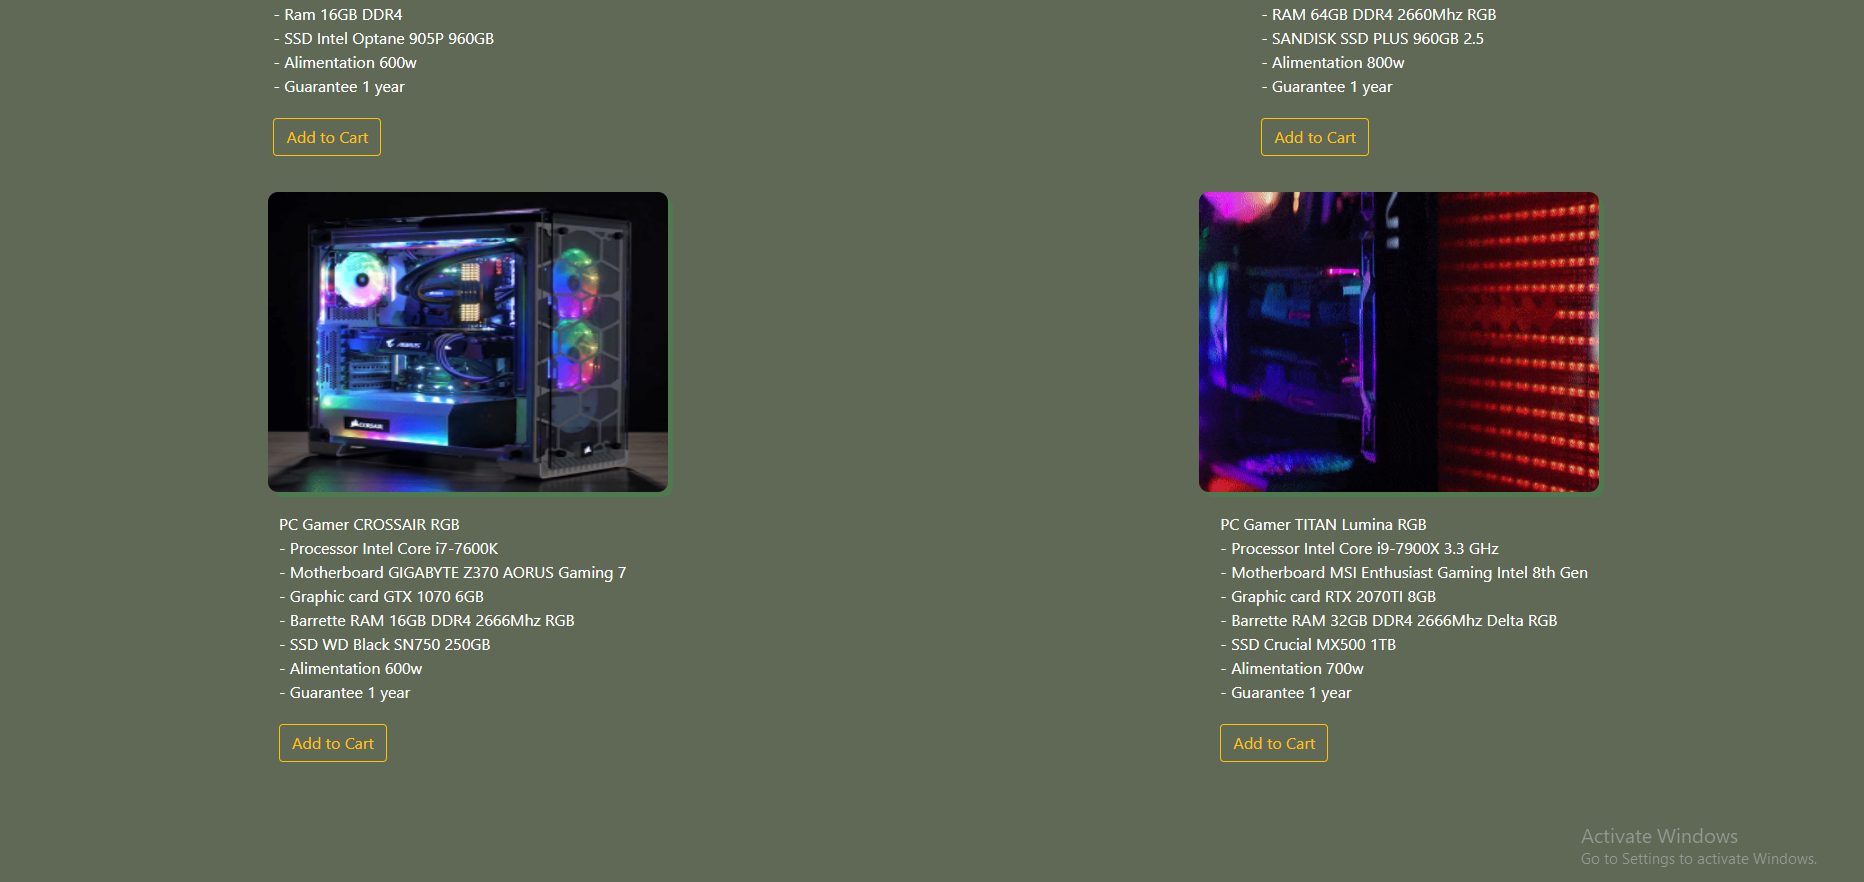 - Ram 16GB DDR4
- SSD Intel Optane 905P 960GB
- Alimentation 600w
- Guarantee 1 year
Add to Cart
- RAM 64GB DDR4 2660Mhz RGB
- SANDISK SSD PLUS 960GB 2.5
- Alimentation 800w
- Guarantee 1 year
Add to Cart
AORUS
CORSAIR
PC Gamer CROSSAIR RGB
- Processor Intel Core i7-7600K
- Motherboard GIGABYTE Z370 AORUS Gaming 7
- Graphic card GTX 1070 6GB
- Barrette RAM 16GB DDR4 2666Mhz RGB
- SSD WD Black SN750 250GB
- Alimentation 600w
- Guarantee 1 year
Add to Cart
PC Gamer TITAN Lumina RGB
- Processor Intel Core i9-7900X 3.3 GHz
- Motherboard MSI Enthusiast Gaming Intel 8th Gen
- Graphic card RTX 2070TI 8GB
- Barrette RAM 32GB DDR4 2666Mhz Delta RGB
- SSD Crucial MX500 1TB
- Alimentation 700w
- Guarantee 1 year
Add to Cart
Activate Windows
Go to Settings to activate Windows.